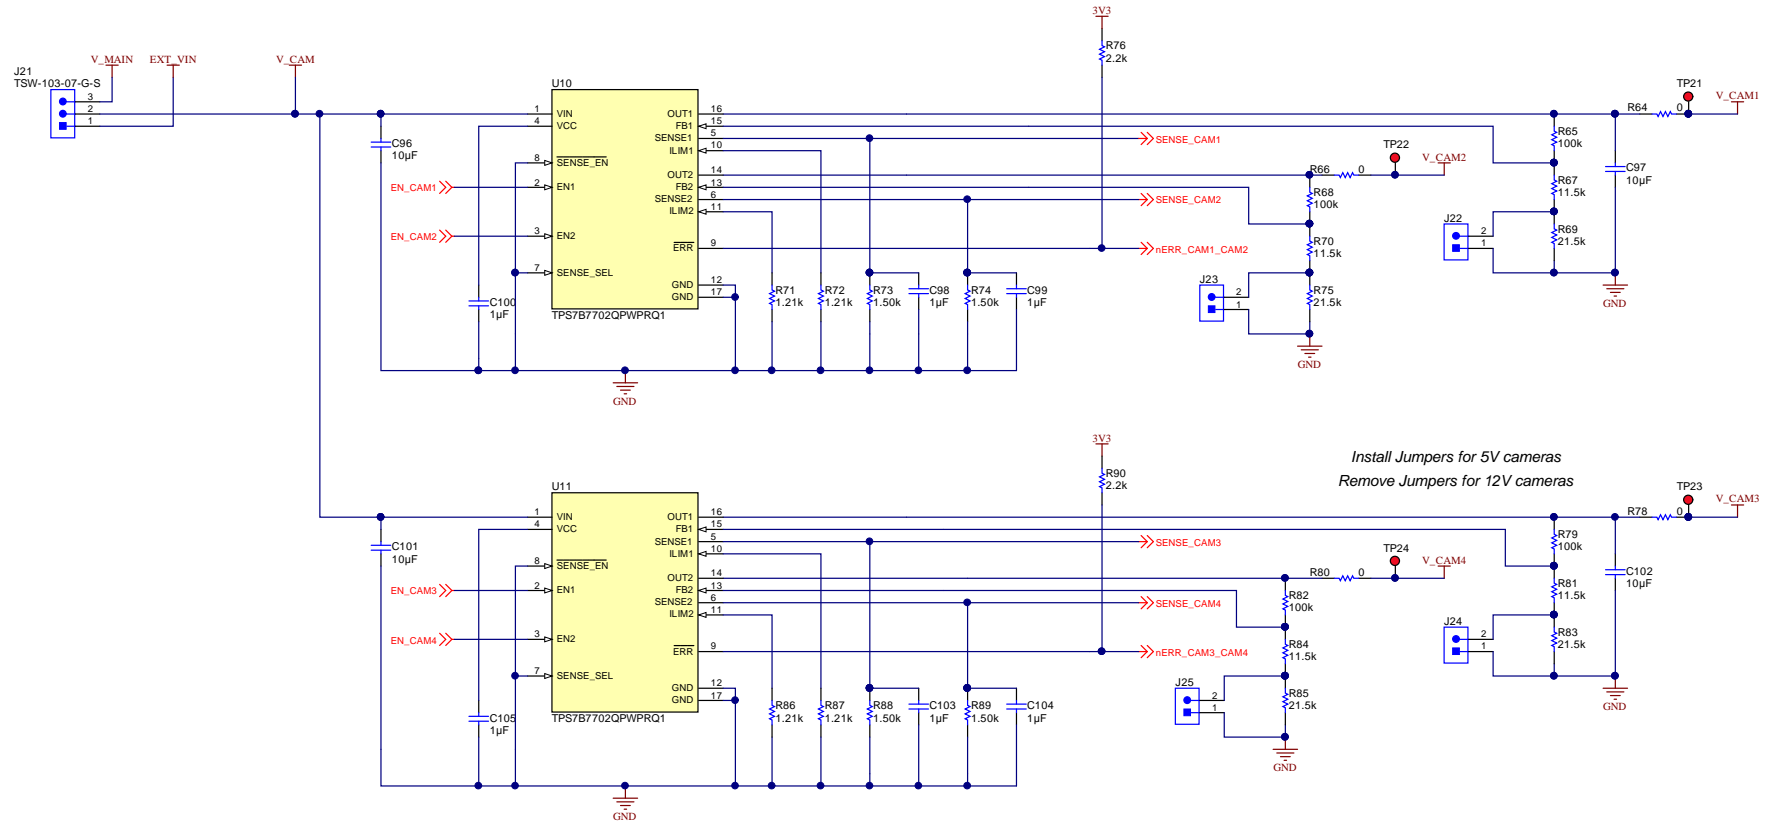 3V3
R76
2.2k
J21
TSW-103-07-G-S
V_MAIN
EXT_VIN
V_CAM
3
2
1
U10
1
VIN
4
VCC
8
SENSE_EN
2
EN1
3
EN2
7
SENSE_SEL
OUT1
16
FB1
15
SENSE1
5
ILIM1
10
OUT2
14
FB2
13
SENSE2
6
ILIM2
11
ERR
9
GND
12
GND
17
TPS7B7702QPWPRQ1
C96
10µF
EN_CAM1
EN_CAM2
C100
1µF
R71
1.21k
R72
1.21k
R73
1.50k
C98
1µF
R74
1.50k
C99
1µF
GND
SENSE_CAM1
SENSE_CAM2
nERR_CAM1_CAM2
TP22
V_CAM2
R66
0
R68
100k
R70
11.5k
J23
2
1
R75
21.5k
GND
TP21
V_CAM1
R64
0
R65
100k
R67
11.5k
C97
10µF
J22
2
1
R69
21.5k
GND
3V3
R90
2.2k
Install Jumpers for 5V cameras
Remove Jumpers for 12V cameras
U11
1
VIN
4
VCC
8
SENSE_EN
2
EN1
3
EN2
7
SENSE_SEL
OUT1
16
FB1
15
SENSE1
5
ILIM1
10
OUT2
14
FB2
13
SENSE2
6
ILIM2
11
ERR
9
GND
12
GND
17
TPS7B7702QPWPRQ1
C101
10µF
EN_CAM3
EN_CAM4
C105
1µF
R86
1.21k
R87
1.21k
R88
1.50k
C103
1µF
R89
1.50k
C104
1µF
GND
SENSE_CAM3
SENSE_CAM4
nERR_CAM3_CAM4
TP24
V_CAM4
R80
0
R82
100k
R84
11.5k
J25
2
1
R85
21.5k
GND
TP23
V_CAM3
R78
0
R79
100k
R81
11.5k
C102
10µF
J24
2
1
R83
21.5k
GND